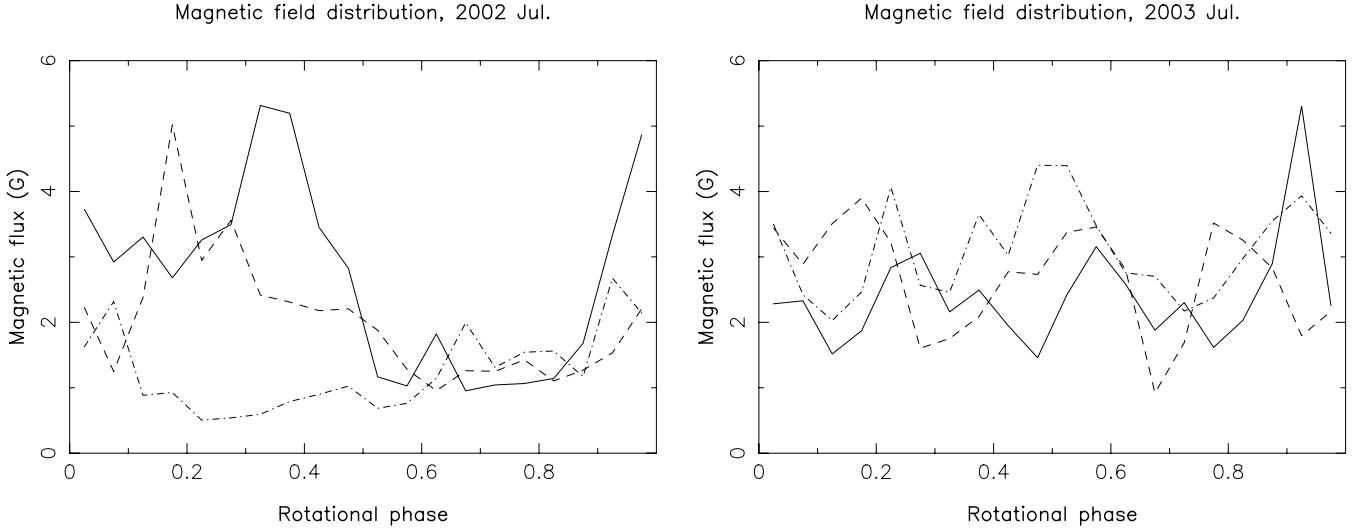 Magnetic field distribution, 2002 Jul.
Magnetic flux (G)
6
4
2
0
0 0.2 0.4 0.6 0.8
Rotational phase
Magnetic field distribution, 2003 Jul.
Magnetic flux (G)
6
4
2
0
0 0.2 0.4 0.6 0.8
Rotational phase